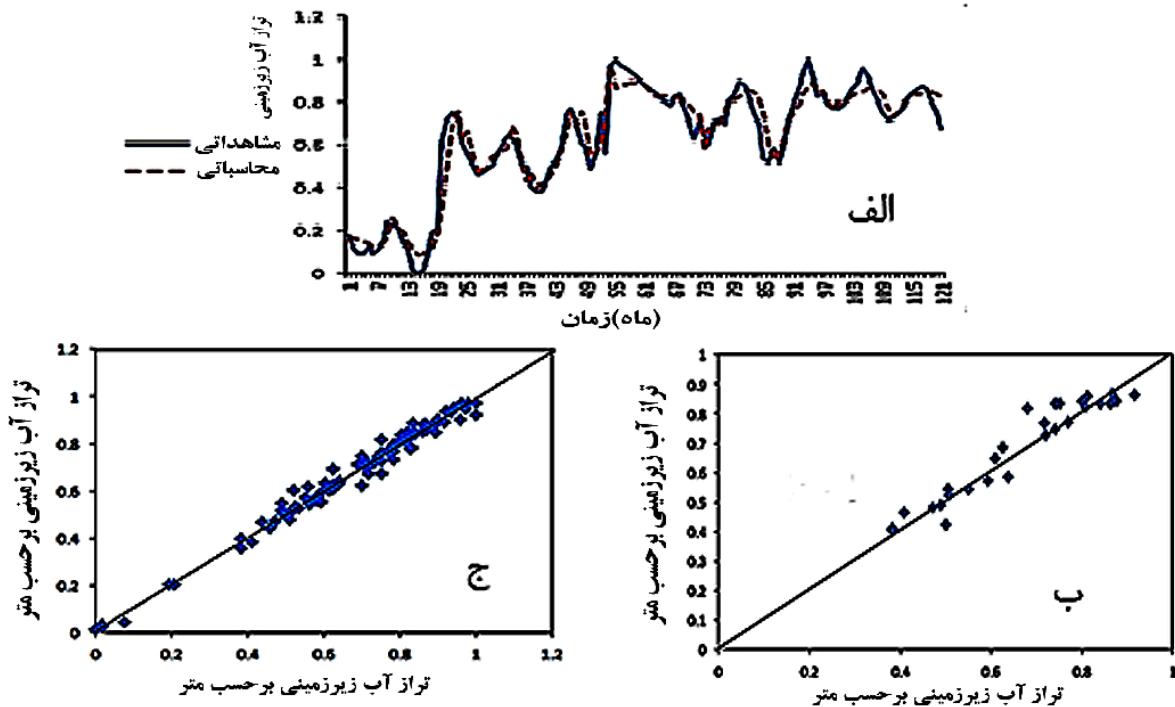 تراز آب زیرزمینی
1.2
1
0.8
0.6
0.4
0.2
0
مشاهداتی
محاسباتی
الف
1 7 13 19 25 31 37 43 49 55 61 67 73 79 85 91 97 103 109 115 121
زمان(ماه)
تراز آب زیرزمینی برحسب متر
1.2
1
0.8
0.6
0.4
0.2
0
ج
0 0.2 0.4 0.6 0.8 1 1.2
تراز آب زیرزمینی برحسب متر
تراز آب زیرزمینی برحسب متر
1
0.9
0.8
0.7
0.6
0.5
0.4
0.3
0.2
0.1
0
ب
0 0.2 0.4 0.6 0.8 1
تراز آب زیرزمینی برحسب متر